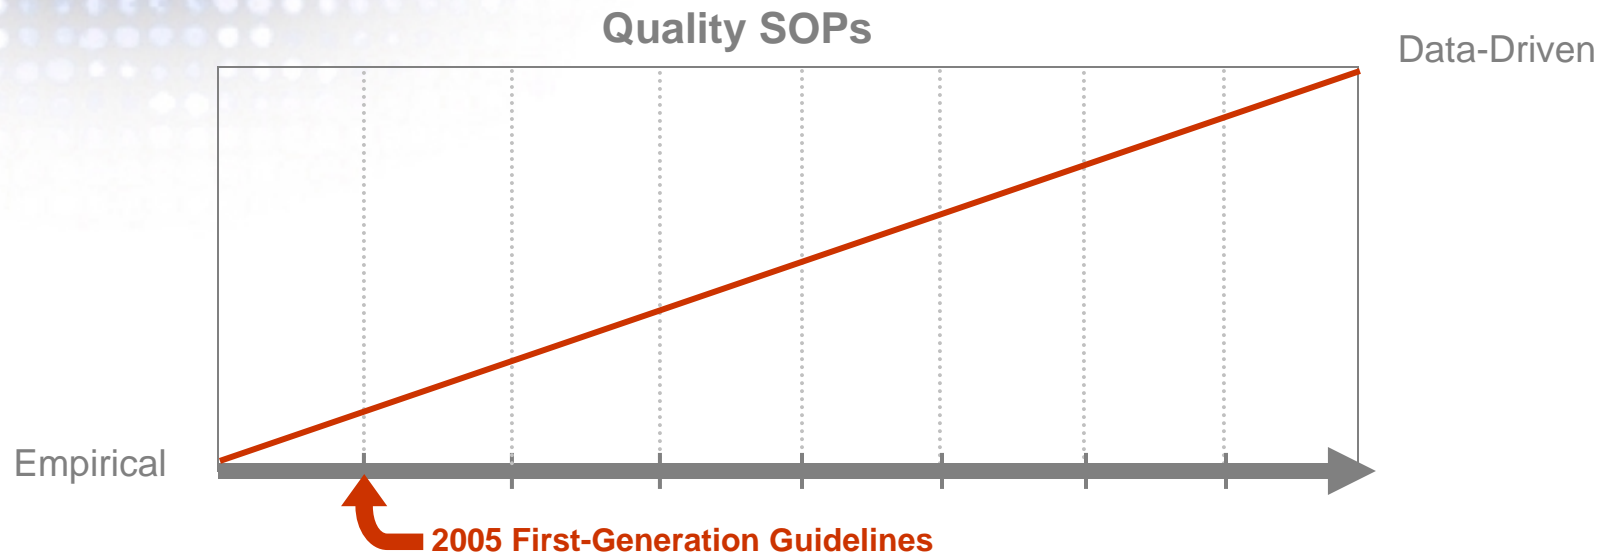 Quality SOPs
Data-Driven
Empirical
2005 First-Generation Guidelines